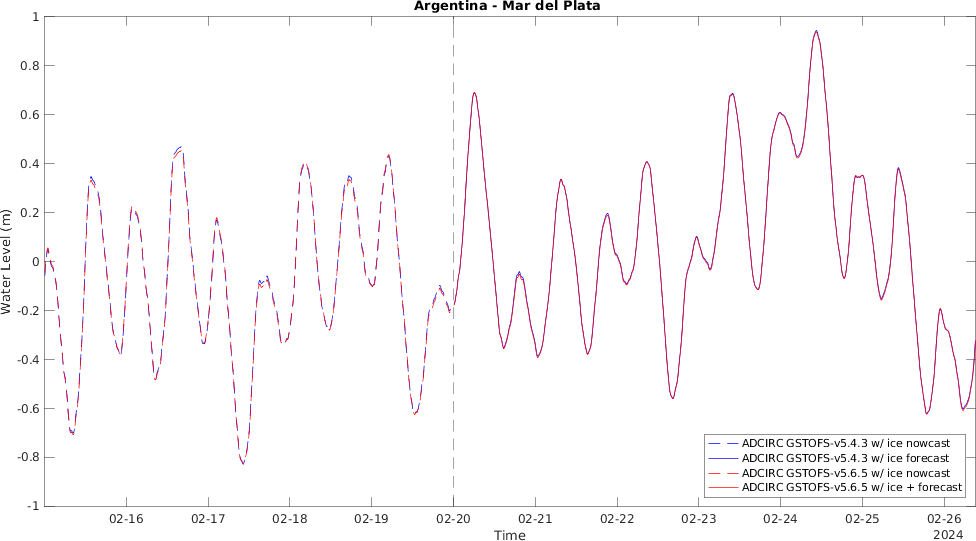 Argentina - Mar del Plata
1
0.8
0.6
0.4
0.2
0
-0.2
-0.4
-0.6
-0.8
-1
Water Level (m)
ADCIRC GSTOFS-v5.4.3 w/ ice nowcast
ADCIRC GSTOFS-v5.4.3 w/ ice forecast
ADCIRC GSTOFS-v5.6.5 w/ ice nowcast
ADCIRC GSTOFS-v5.6.5 w/ ice + forecast
02-16 02-17 02-18 02-19 02-20 02-21 02-22 02-23 02-24 02-25 02-26
2024
Time